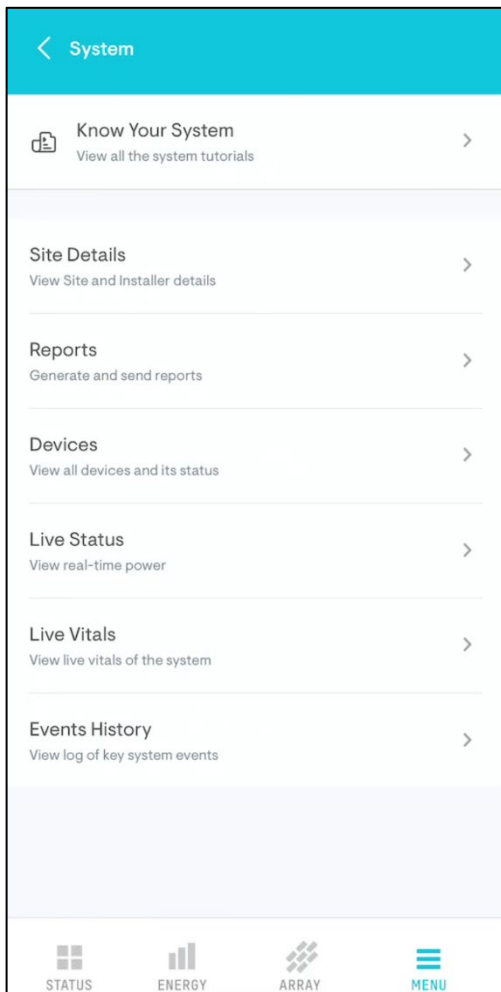 System
Know Your System
View all the system tutorials
Site Details
View Site and Installer details
Reports
Generate and send reports
Devices
View all devices and its status
Live Status
View real-time power
Live Vitals
View live vitals of the system
Events History
View log of key system events
STATUS
ENERGY
ARRAY
MENU